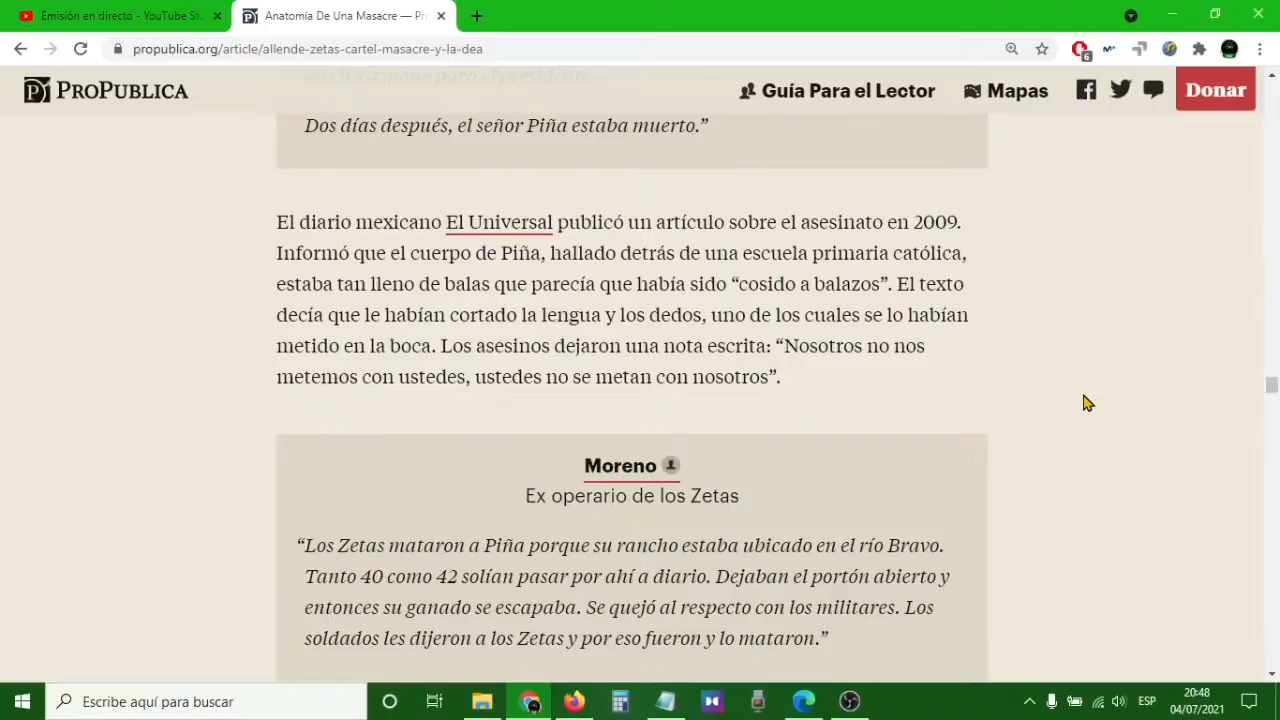 Emisión en directo - YouTube St
Anatomía De Una Masacre — Pr
propublica.org/article/allende-zetas-cartel-masacre-y-la-dea
6
PROPUBLICA
Guía Para el Lector
Mapas
Donar
Dos días después, el señor Piña estaba muerto.”
El diario mexicano El Universal publicó un artículo sobre el asesinato en 2009.
Informó que el cuerpo de Piña, hallado detrás de una escuela primaria católica,
estaba tan lleno de balas que parecía que había sido “cosido a balazos”. El texto
decía que le habían cortado la lengua y los dedos, uno de los cuales se lo habían
metido en la boca. Los asesinos dejaron una nota escrita: “Nosotros no nos
metemos con ustedes, ustedes no se metan con nosotros”.
Moreno
Ex operario de los Zetas
“Los Zetas mataron a Piña porque su rancho estaba ubicado en el río Bravo.
Tanto 40 como 42 solían pasar por ahí a diario. Dejaban el portón abierto y
entonces su ganado se escapaba. Se quejó al respecto con los militares. Los
soldados les dijeron a los Zetas y por eso fueron y lo mataron.”
Escribe aquí para buscar
ESP
20:48
04/07/2021